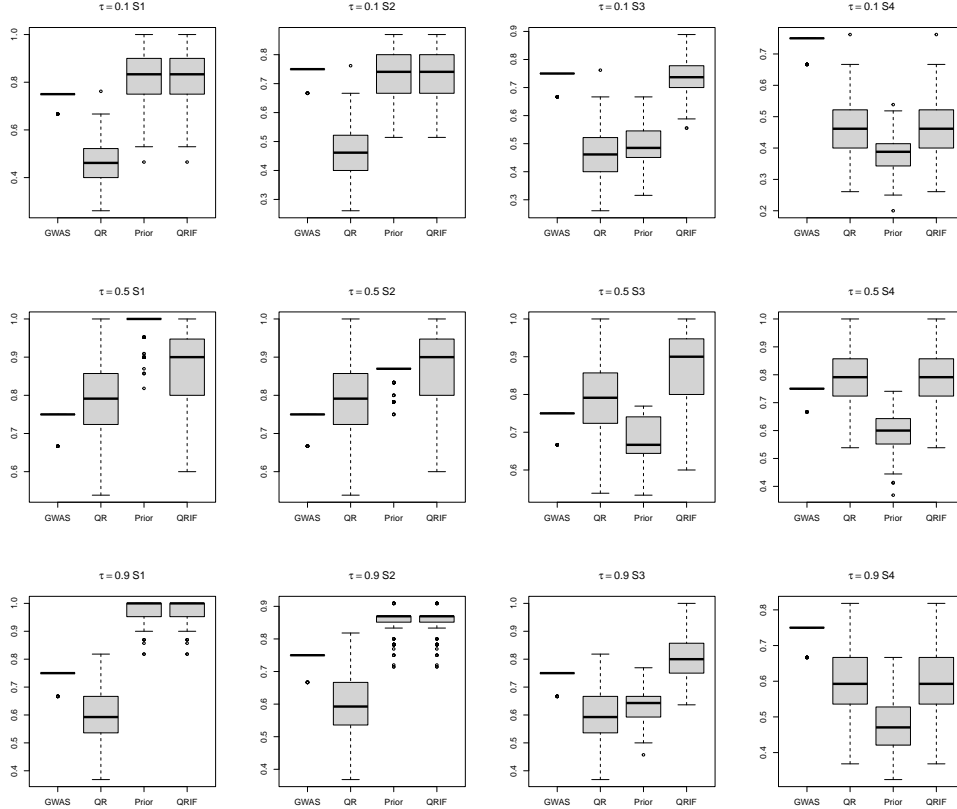 τ = 0.1 S1
1.0
0.8
0.6
0.4
GWAS QR Prior QRIF
τ = 0.1 S2
0.8
0.7
0.6
0.5
0.4
0.3
GWAS QR Prior QRIF
τ = 0.1 S3
0.9
0.8
0.7
0.6
0.5
0.4
0.3
GWAS QR Prior QRIF
τ = 0.1 S4
0.7
0.6
0.5
0.4
0.3
0.2
GWAS QR Prior QRIF
τ = 0.5 S1
1.0
0.9
0.8
0.7
0.6
GWAS QR Prior QRIF
τ = 0.5 S2
1.0
0.9
0.8
0.7
0.6
GWAS QR Prior QRIF
τ = 0.5 S3
1.0
0.9
0.8
0.7
0.6
GWAS QR Prior QRIF
τ = 0.5 S4
1.0
0.9
0.8
0.7
0.6
0.5
0.4
GWAS QR Prior QRIF
τ = 0.9 S1
1.0
0.9
0.8
0.7
0.6
0.5
0.4
GWAS QR Prior QRIF
τ = 0.9 S2
0.9
0.8
0.7
0.6
0.5
0.4
GWAS QR Prior QRIF
τ = 0.9 S3
1.0
0.9
0.8
0.7
0.6
0.5
0.4
GWAS QR Prior QRIF
τ = 0.9 S4
0.8
0.7
0.6
0.5
0.4
GWAS QR Prior QRIF